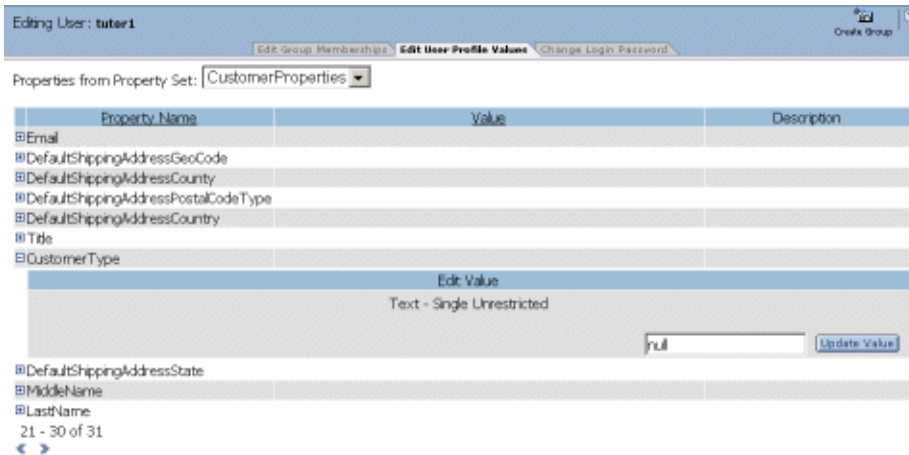 Editing User: tutor1
Create Group
Edit Group Memberships Edit User Profile Values Change Login Password
Properties from Property Set: CustomerProperties
Property Name Value Description
Email
DefaultShippingAddressGeoCode
DefaultShippingAddressCounty
DefaultShippingAddressPostalCodeType
DefaultShippingAddressCountry
Title
CustomerType
Edit Value
Text - Single Unrestricted
null Update Value
DefaultShippingAddressState
MiddleName
LastName
21 - 30 of 31